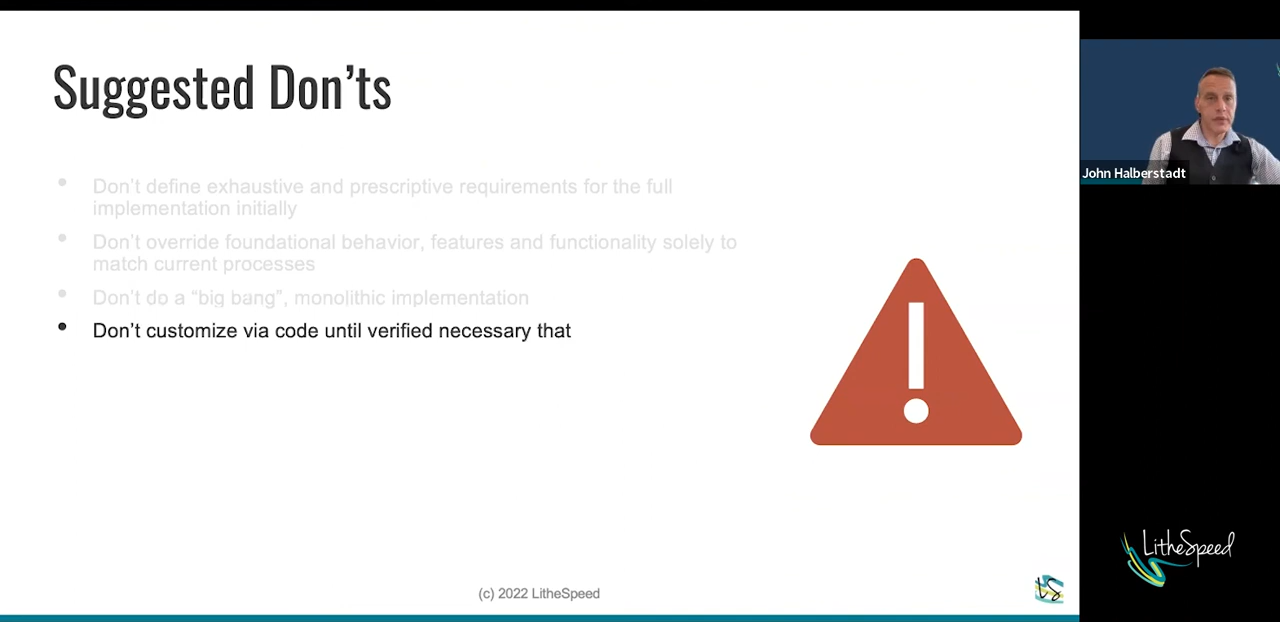 Suggested Don’ts
Don’t define exhaustive and prescriptive requirements for the full
implementation initially
Don’t override foundational behavior, features and functionality solely to
match current processes
Don’t do a “big bang”, monolithic implementation
Don’t customize via code until verified necessary that
John Halberstadt
LitheSpeed
(c) 2022 LitheSpeed
LS